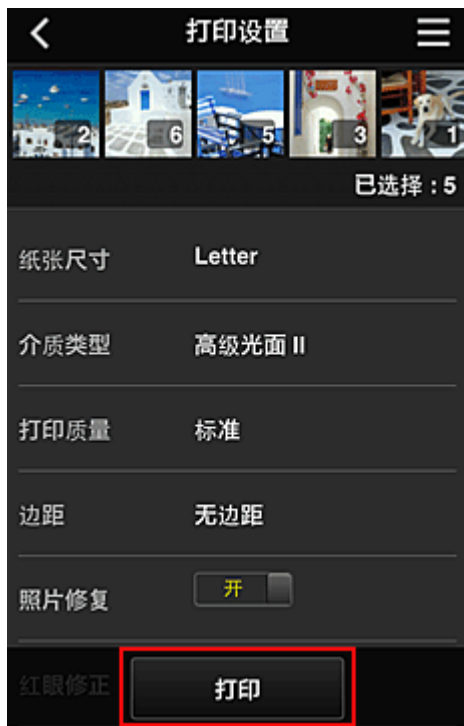 打印设置
2 6 5 3 1
已选择：5
纸张尺寸 Letter
介质类型 高级光面 II
打印质量 标准
边距 无边距
照片修复 开
红眼修正 打印